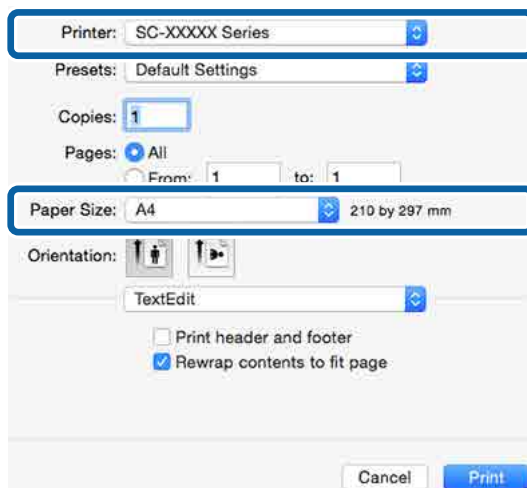 Printer: SC-XXXXX Series
Presets: Default Settings
Copies: 1
Pages: All
From: 1 to: 1
Paper Size: A4 210 by 297 mm
Orientation:
TextEdit
Print header and footer
Rewrap contents to fit page
Cancel Print